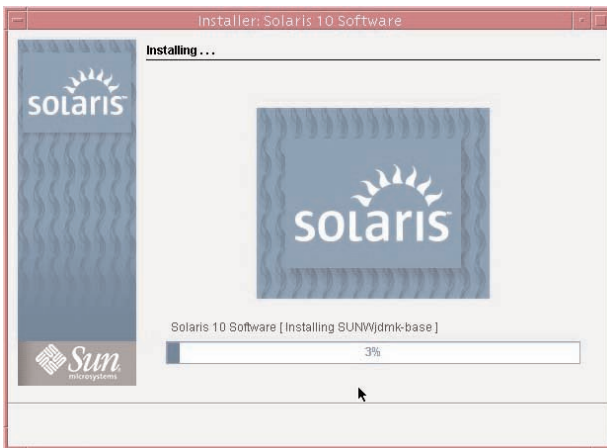 Installer: Solaris 10 Software
Installing . . .
solaris
solaris
Solaris 10 Software [ Installing SUNWjdmk-base ]
3%
Sun
microsystems